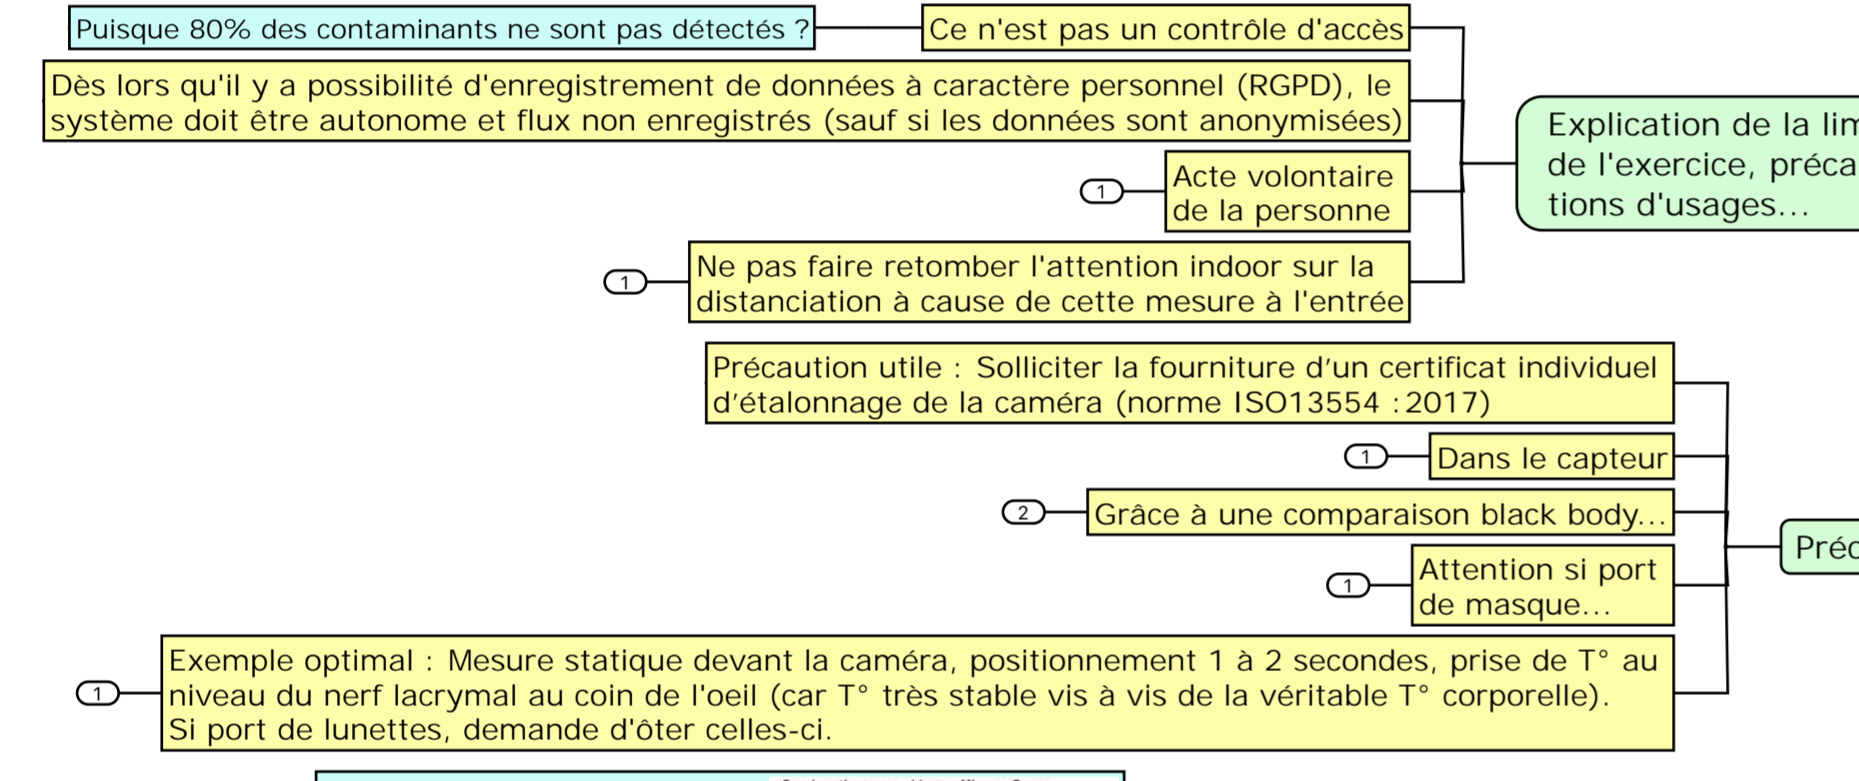 Puisque 80% des contaminants ne sont pas détectés ?
Ce n'est pas un contrôle d'accès
Dès lors qu'il y a possibilité d'enregistrement de données à caractère personnel (RGPD), le
système doit être autonome et flux non enregistrés (sauf si les données sont anonymisées)
1
Acte volontaire
de la personne
1
Ne pas faire retomber l'attention indoor sur la
distanciation à cause de cette mesure à l'entrée
Explication de la lim
de l'exercice, préca
tions d'usages...
Précaution utile : Solliciter la fourniture d’un certificat individuel
d’étalonnage de la caméra (norme ISO13554 :2017)
1
Dans le capteur
2
Grâce à une comparaison black body...
1
Attention si port
de masque...
1
Exemple optimal : Mesure statique devant la caméra, positionnement 1 à 2 secondes, prise de T° au
niveau du nerf lacrymal au coin de l'oeil (car T° très stable vis à vis de la véritable T° corporelle).
Si port de lunettes, demande d'ôter celles-ci.
Préc